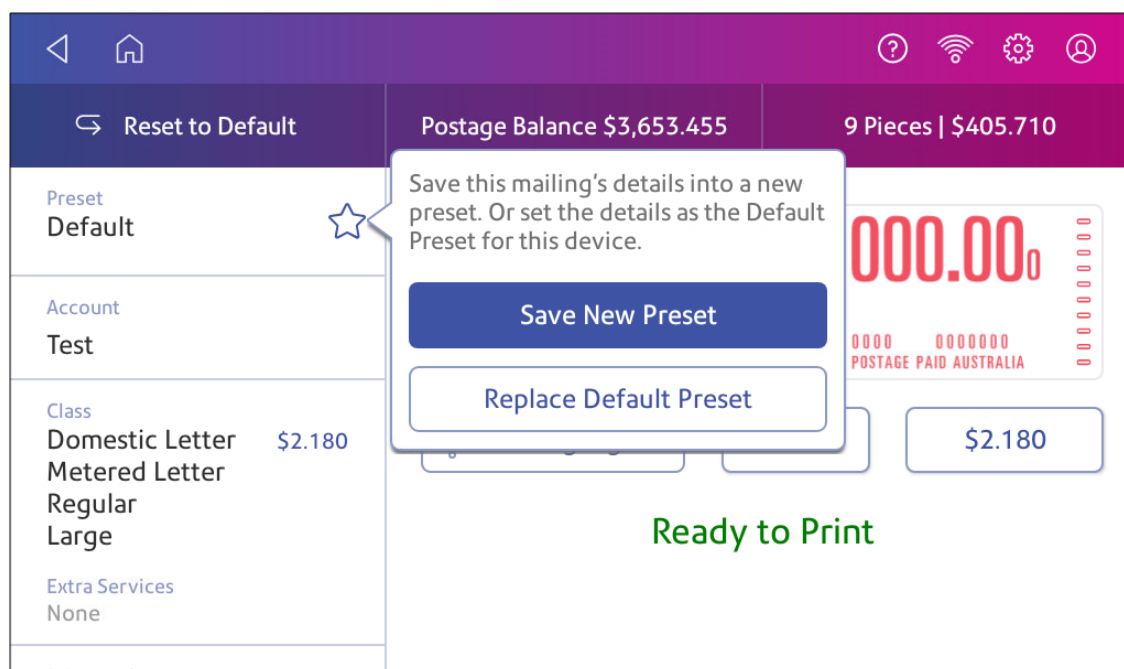 Reset to Default
Postage Balance $3,653.455
9 Pieces | $405.710
Preset
Default
Account
Test
Class
Domestic Letter $2.180
Metered Letter
Regular
Large
Extra Services
None
Save this mailing's details into a new
preset. Or set the details as the Default
Preset for this device.
Save New Preset
Replace Default Preset
000.000
0000 0000000
POSTAGE PAID AUSTRALIA
$2.180
Ready to Print